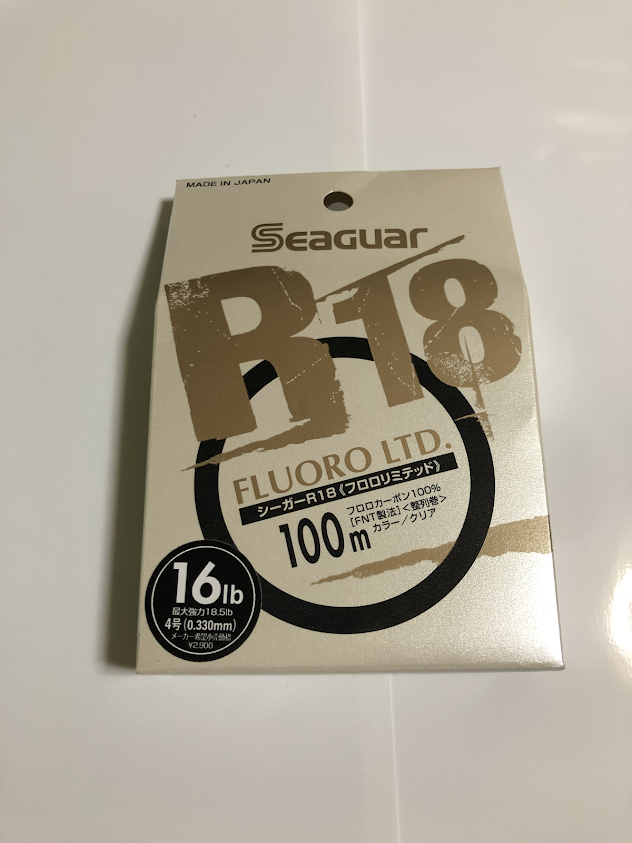 MADE IN JAPAN
Seaguar
R18
FLUORO LTD.
シーガーR18《フロロリミテッド》
フロロカーボン100%
[FNT製法]<整列巻>
カラー/クリア
100m
16lb
最大強力18.5lb
4号(0.330mm)
メーカー希望小売価格
¥2,900